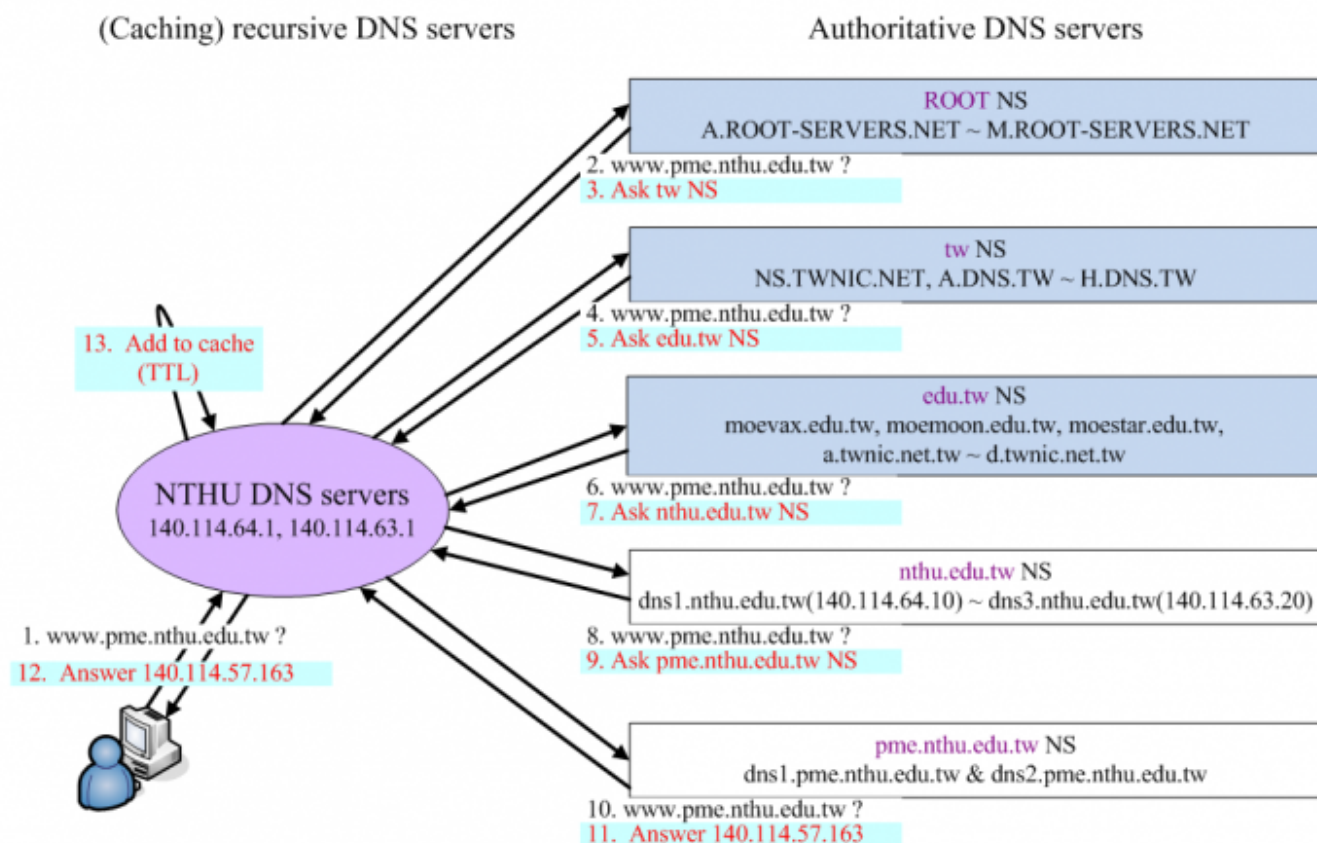 (Caching) recursive DNS servers
Authoritative DNS servers
ROOT NS
A.ROOT-SERVERS.NET ~ M.ROOT-SERVERS.NET
2. www.pme.nthu.edu.tw ?
3. Ask tw NS
tw NS
NS.TWNIC.NET, A.DNS.TW ~ H.DNS.TW
4. www.pme.nthu.edu.tw ?
5. Ask edu.tw NS
13. Add to cache
(TTL)
edu.tw NS
moevax.edu.tw, moemoon.edu.tw, moestar.edu.tw,
a.twnic.net.tw ~ d.twnic.net.tw
6. www.pme.nthu.edu.tw ?
7. Ask nthu.edu.tw NS
NTHU DNS servers
140.114.64.1, 140.114.63.1
nthu.edu.tw NS
dns1.nthu.edu.tw(140.114.64.10) ~ dns3.nthu.edu.tw(140.114.63.20)
8. www.pme.nthu.edu.tw ?
9. Ask pme.nthu.edu.tw NS
1. www.pme.nthu.edu.tw ?
12. Answer 140.114.57.163
pme.nthu.edu.tw NS
dns1.pme.nthu.edu.tw & dns2.pme.nthu.edu.tw
10. www.pme.nthu.edu.tw ?
11. Answer 140.114.57.163